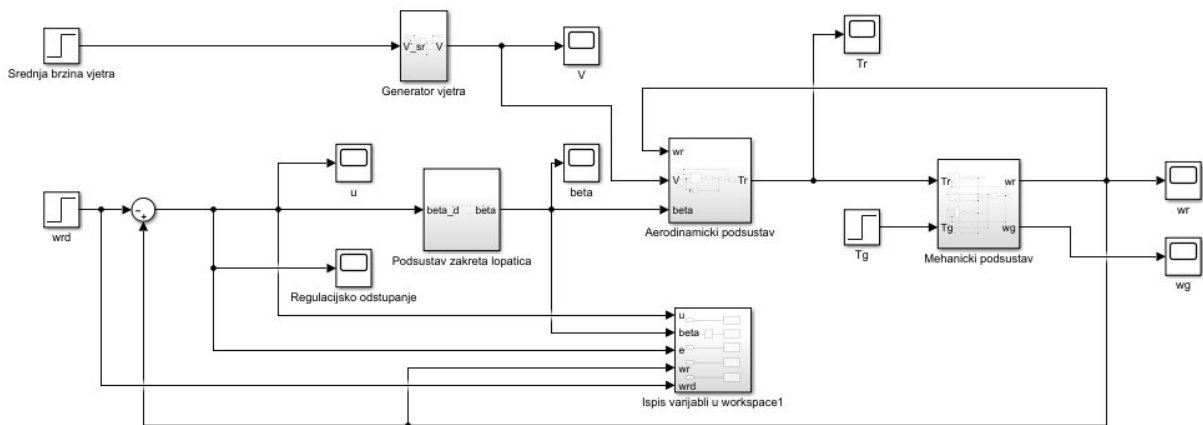 Srednja brzina vjetra
V_sr
V
Generator vjetra
V
Tr
wrd
-
+
u
Regulacijsko odstupanje
beta_d
beta
Podsustav zakreta lopatica
beta
wr
V
beta
Tr
Aerodinamicki podsustav
Tg
Tr
Tg
wr
wg
Mehanicki podsustav
wr
wg
u
beta
e
wr
wrd
Ispis varijabli u workspace1